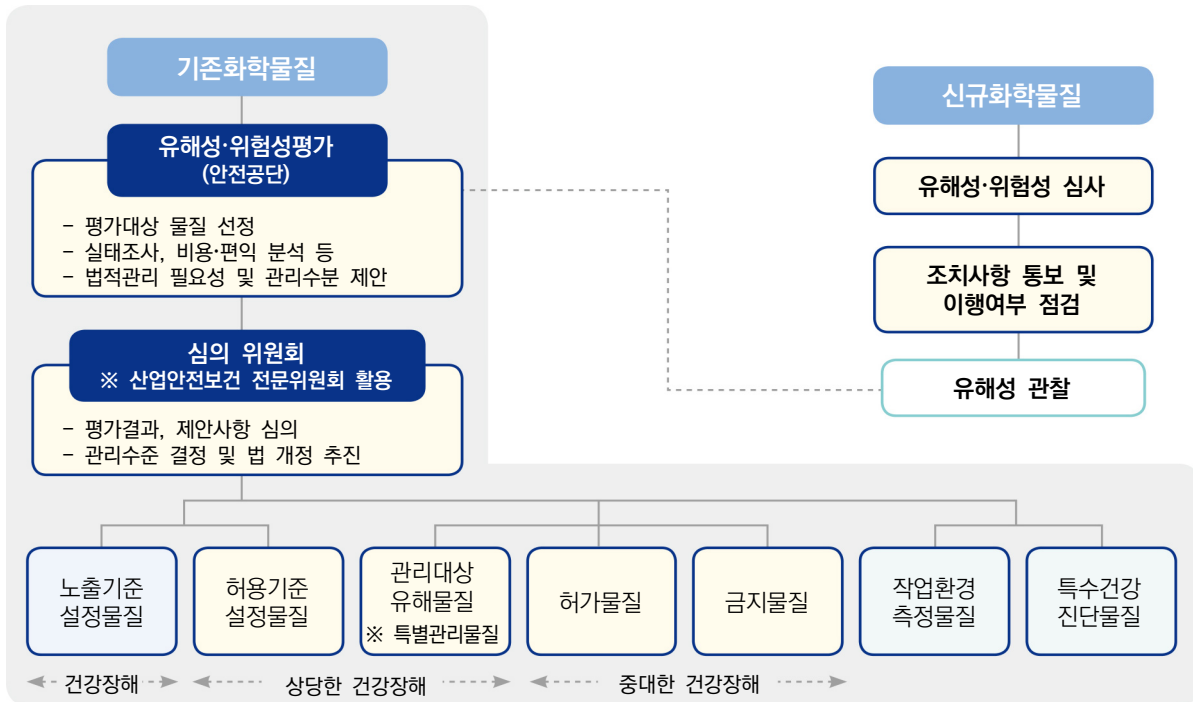 기존화학물질
유해성·위험성평가
(안전공단)
- 평가대상 물질 선정
- 실태조사, 비용·편익 분석 등
- 법적관리 필요성 및 관리수분 제안
심의 위원회
※ 산업안전보건 전문위원회 활용
- 평가결과, 제안사항 심의
- 관리수준 결정 및 법 개정 추진
신규화학물질
유해성·위험성 심사
조치사항 통보 및
이행여부 점검
유해성 관찰
노출기준
설정물질
허용기준
설정물질
관리대상
유해물질
※ 특별관리물질
허가물질
금지물질
작업환경
측정물질
특수건강
진단물질
건강장해
상당한 건강장해
중대한 건강장해